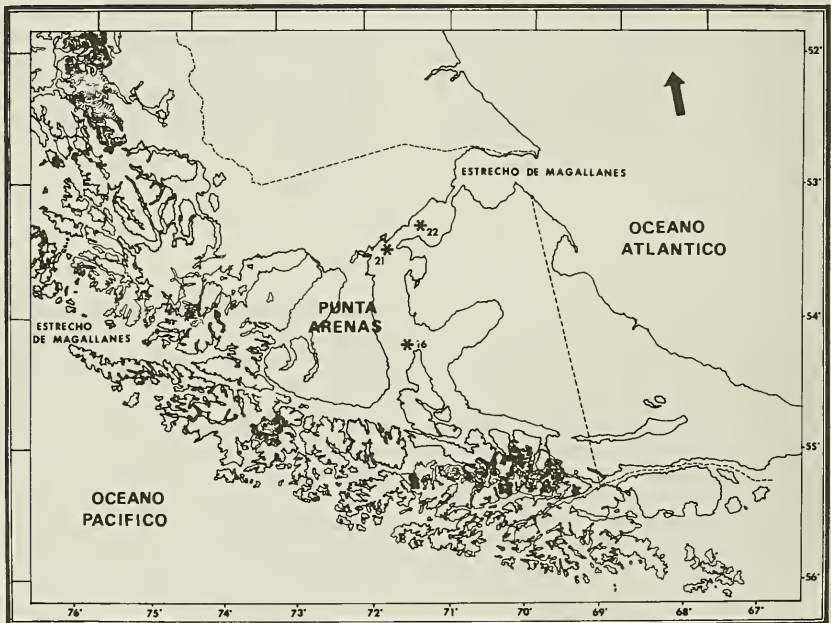 52'
ESTRECHO DE MAGALLANES
53'
22
OCEANO
ATLANTICO
21
PUNTA
ARENAS
54'
ESTRECHO
DE MAGALLANES
16
55'
OCEANO
PACIFICO
56'
76' 75' 74' 73' 72' 71' 70' 69' 68' 67'